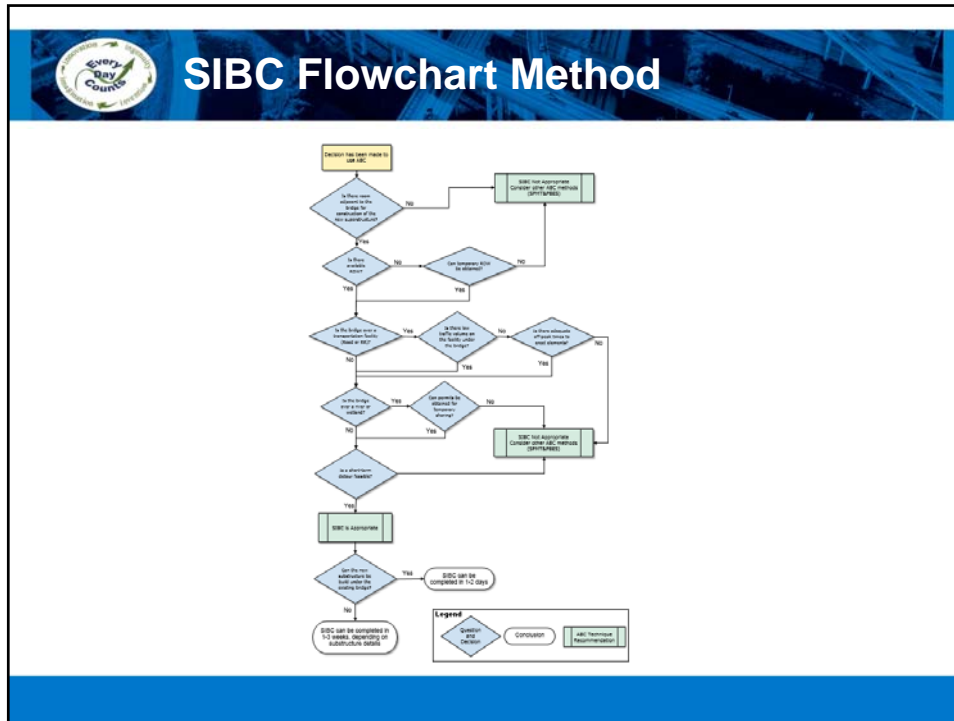 Innovation Ingenuity
Every
Day
Counts
Imagination Invention
SIBC Flowchart Method
Decision has been made to
use ABC
Is there room
adjacent to the
bridge for
construction of the
new superstructure?
No
SIBC Not Appropriate
Consider other ABC methods
(SPMT&PBES)
Yes
Is there
available
ROW?
No
Can temporary ROW
be obtained?
No
Yes
Yes
Is the bridge over a
transportation facility
(Road or RR)?
Yes
Is there low
traffic volume on
the facility under
the bridge?
No
Is there adequate
off peak times to
erect elements?
No
No
Yes
Yes
Is the bridge
over a river or
wetland?
Yes
Can permits be
obtained for
temporary
shoring?
No
No
Yes
SIBC Not Appropriate
Consider other ABC methods
(SPMT&PBES)
Is a short term
detour feasible?
Yes
SIBC is Appropriate
Can the new
substructure be
build under the
existing bridge?
Yes
SIBC can be
completed in 1-2 days
No
SIBC can be completed in
1-3 weeks, depending on
substructure details
Legend
Question
and
Decision
Conclusion
ABC Technique
Recommendation